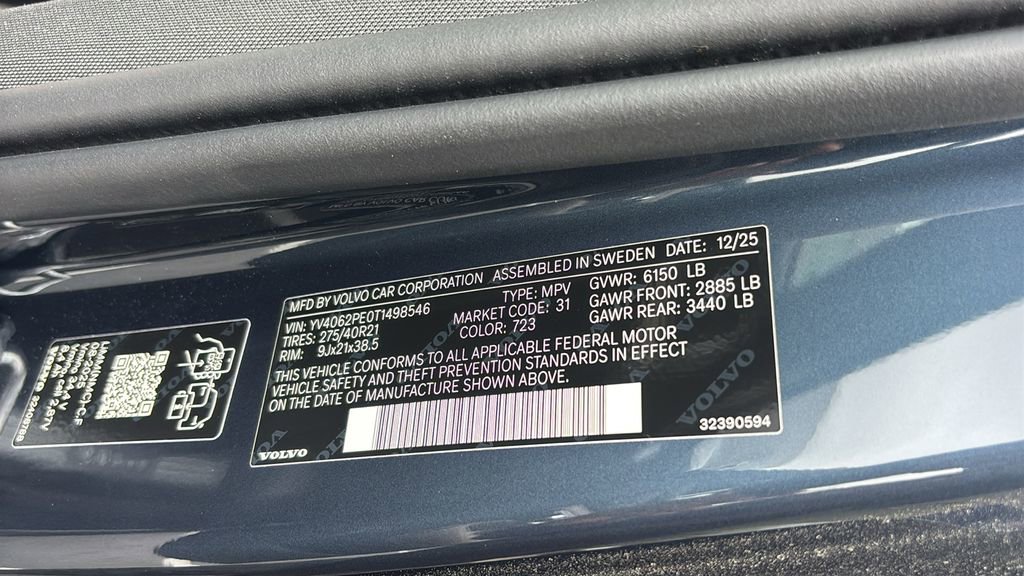 MFD BY VOLVO CAR CORPORATION ASSEMBLED IN SWEDEN DATE: 12/25
VIN: YV4062PE0T1498546 TYPE: MPV GVWR: 6150 LB
TIRES: 275/40R21 MARKET CODE: 31 GAWR FRONT: 2885 LB
RIM: 9Jx21x38.5 COLOR: 723 GAWR REAR: 3440 LB
THIS VEHICLE CONFORMS TO ALL APPLICABLE FEDERAL MOTOR
VEHICLE SAFETY AND THEFT PREVENTION STANDARDS IN EFFECT
ON THE DATE OF MANUFACTURE SHOWN ABOVE.
VOLVO
32390594
VOLVO